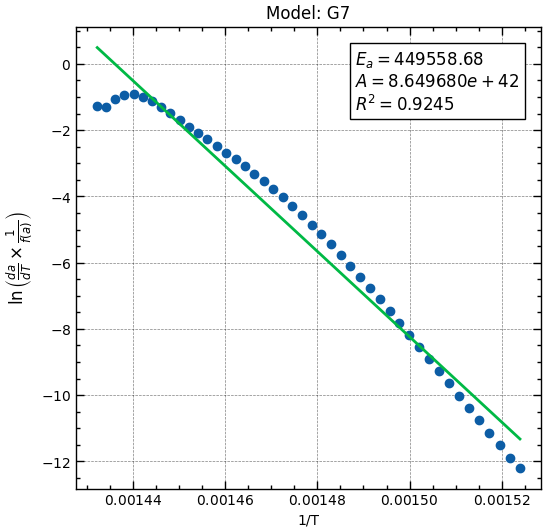 Model: G7
E_a = 449558.68
A = 8.649680e + 42
R^2 = 0.9245
0
−2
−4
−6
−8
−10
−12
ln (da/dT × 1/f(a))
0.00144 0.00146 0.00148 0.00150 0.00152
1/T